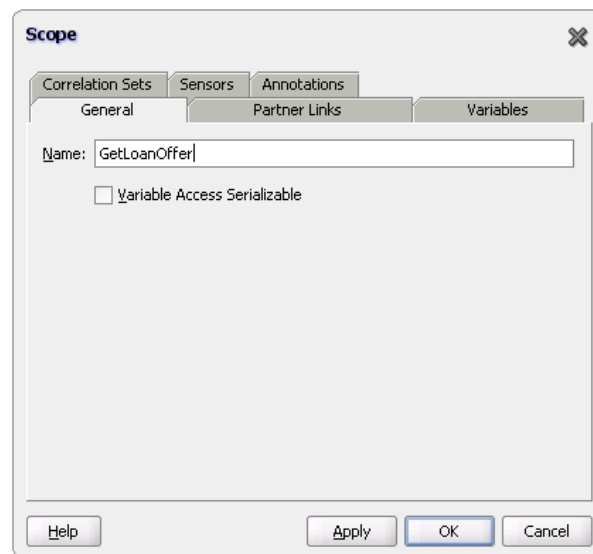 Scope
Correlation Sets Sensors Annotations
General Partner Links Variables
Name: GetLoanOffer
Variable Access Serializable
Help Apply OK Cancel